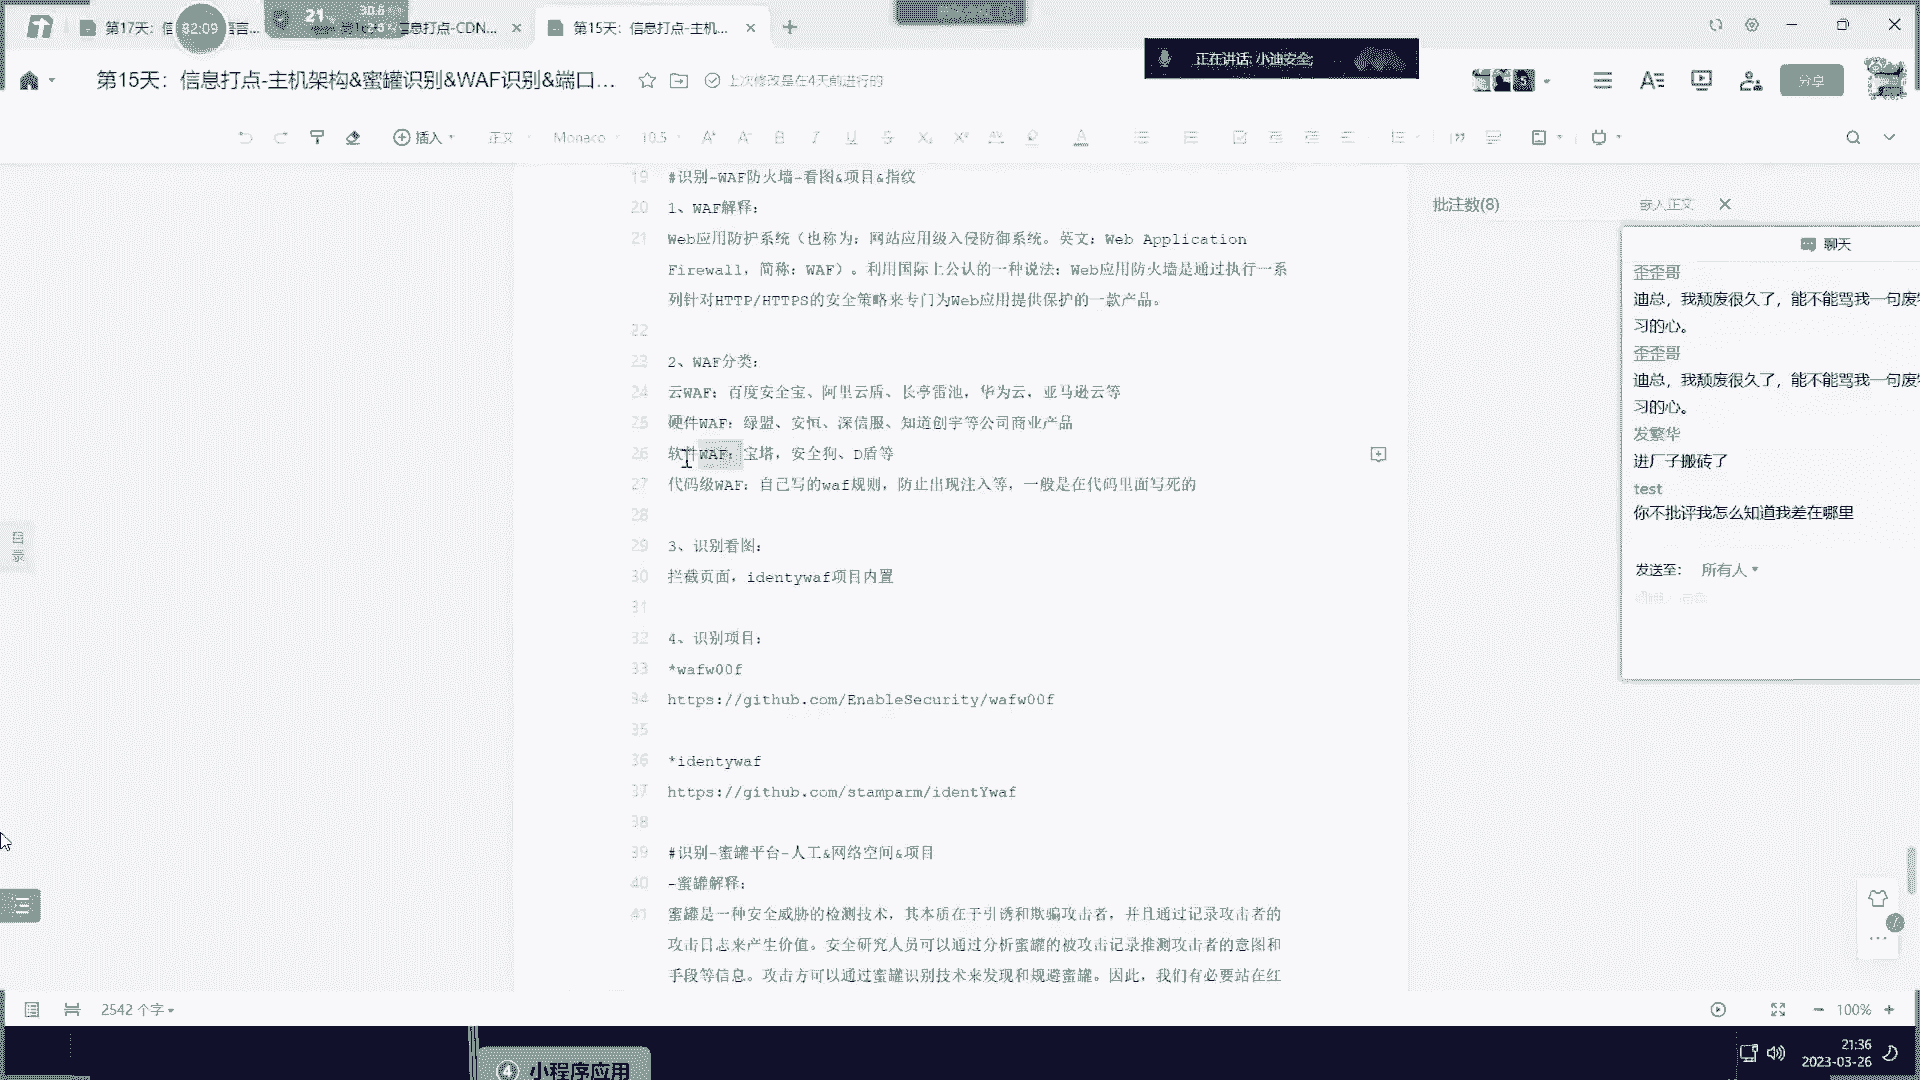 第17天：信
82:09
言...
21
信息打点-CDN...
第15天：信息打点-主机...
正在讲话: 小迪安全;
第15天：信息打点-主机架构&蜜罐识别&WAF识别&端口...
上次修改是在4天前进行的
分享
插入
正文
Monaco
10.5
19 #识别-WAF防火墙-看图&项目&指纹
20 1、WAF解释：
21 Web应用防护系统（也称为：网站应用级入侵防御系统。英文：Web Application
Firewall，简称：WAF）。利用国际上公认的一种说法：Web应用防火墙是通过执行一系
列针对HTTP/HTTPS的安全策略来专门为Web应用提供保护的一款产品。
22
23 2、WAF分类：
24 云WAF：百度安全宝、阿里云盾、长亭雷池，华为云，亚马逊云等
25 硬件WAF：绿盟、安恒、深信服、知道创宇等公司商业产品
26 软件WAF：宝塔，安全狗、D盾等
27 代码级WAF：自己写的waf规则，防止出现注入等，一般是在代码里面写死的
28
29 3、识别看图：
30 拦截页面，identywaf项目内置
31
32 4、识别项目：
33 *wafw00f
34 https://github.com/EnableSecurity/wafw00f
35
36 *identywaf
37 https://github.com/stamparm/identYwaf
38
39 #识别-蜜罐平台-人工&网络空间&项目
40 -蜜罐解释：
41 蜜罐是一种安全威胁的检测技术，其本质在于引诱和欺骗攻击者，并且通过记录攻击者的
攻击日志来产生价值。安全研究人员可以通过分析蜜罐的被攻击记录推测攻击者的意图和
手段等信息。攻击方可以通过蜜罐识别技术来发现和规避蜜罐。因此，我们有必要站在红
目录
批注数(8)
嵌入正文
聊天
歪歪哥
迪总，我颓废很久了，能不能骂我一句废
习的心。
歪歪哥
迪总，我颓废很久了，能不能骂我一句废
习的心。
发繁华
进厂子搬砖了
test
你不批评我怎么知道我差在哪里
发送至： 所有人
2542 个字
100%
④ 小程序应用
21:36
2023-03-26